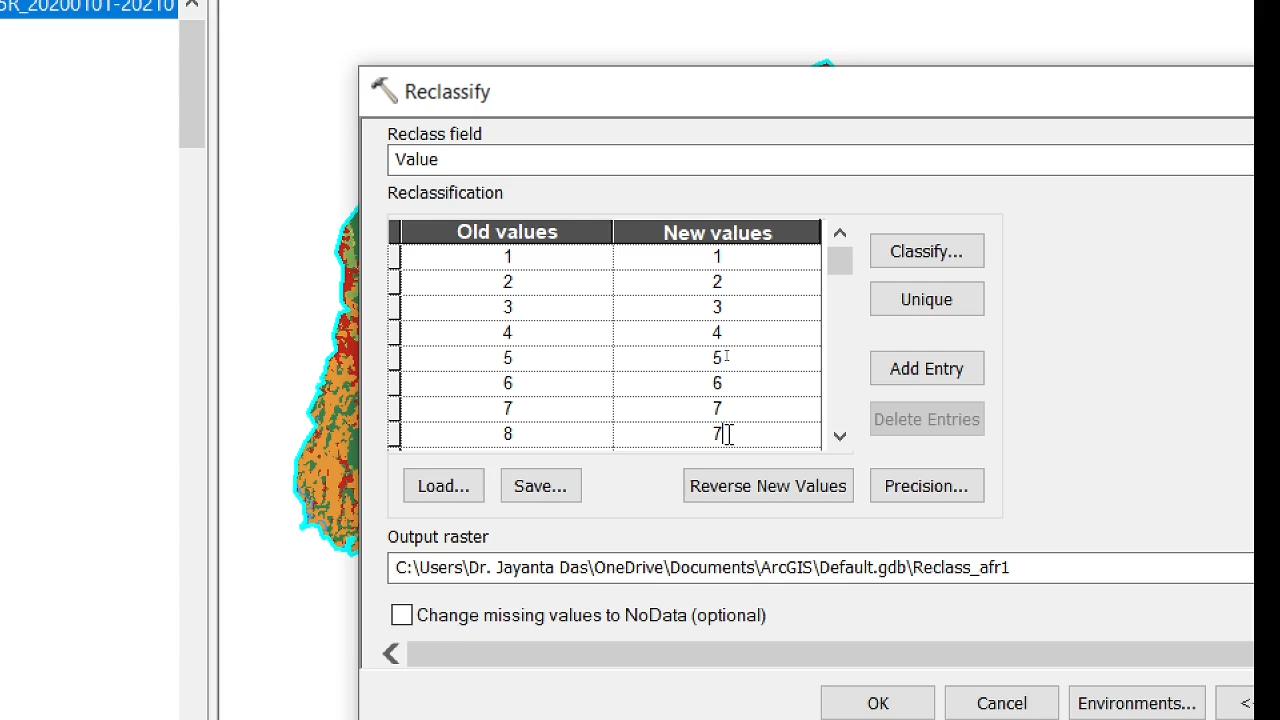 SR_20200101-20210
Reclassify
Reclass field
Value
Reclassification
Old values New values
1 1
2 2
3 3
4 4
5 5
6 6
7 7
8 7
Classify...
Unique
Add Entry
Delete Entries
Load... Save... Reverse New Values Precision...
Output raster
C:\Users\Dr. Jayanta Das\OneDrive\Documents\ArcGIS\Default.gdb\Reclass_afr1
Change missing values to NoData (optional)
OK Cancel Environments... <